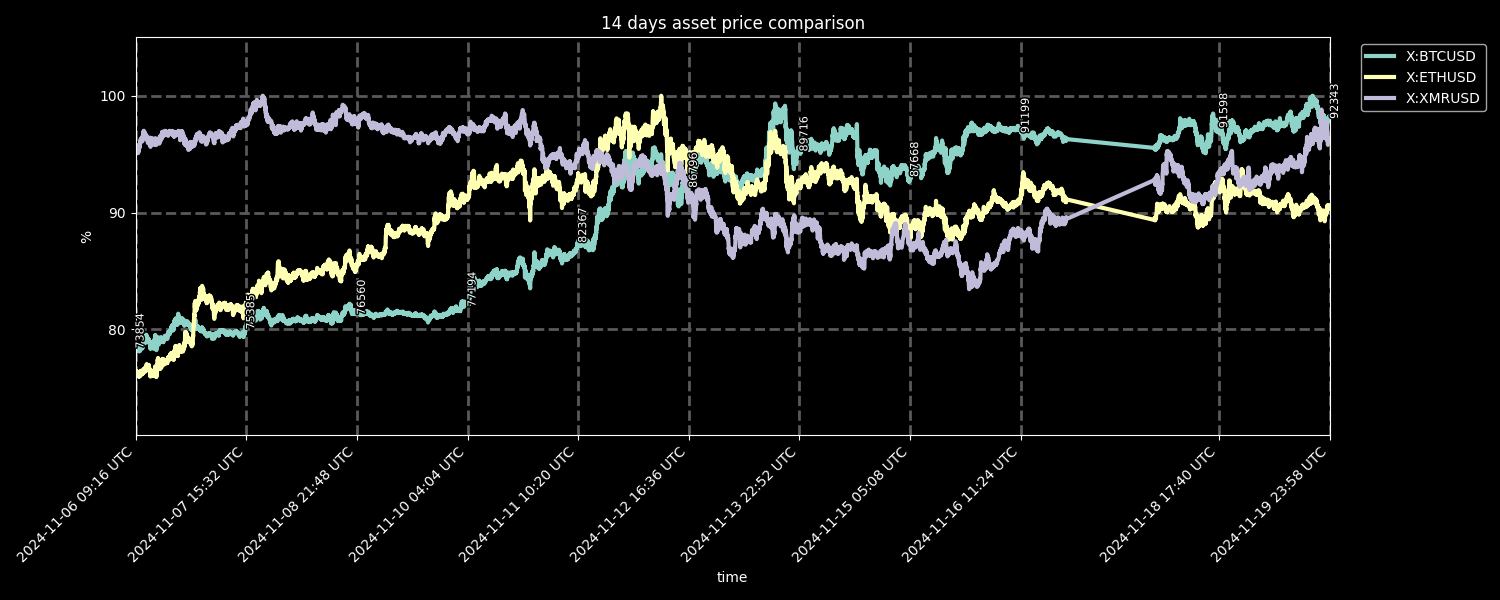 14 days asset price comparison
X:BTCUSD
X:ETHUSD
X:XMRUSD
100
90
80
%
73854
75385
76560
77194
82367
86796
89716
87668
91199
91598
92343
2024-11-06 09:16 UTC
2024-11-07 15:32 UTC
2024-11-08 21:48 UTC
2024-11-10 04:04 UTC
2024-11-11 10:20 UTC
2024-11-12 16:36 UTC
2024-11-13 22:52 UTC
2024-11-15 05:08 UTC
2024-11-16 11:24 UTC
2024-11-18 17:40 UTC
2024-11-19 23:58 UTC
time